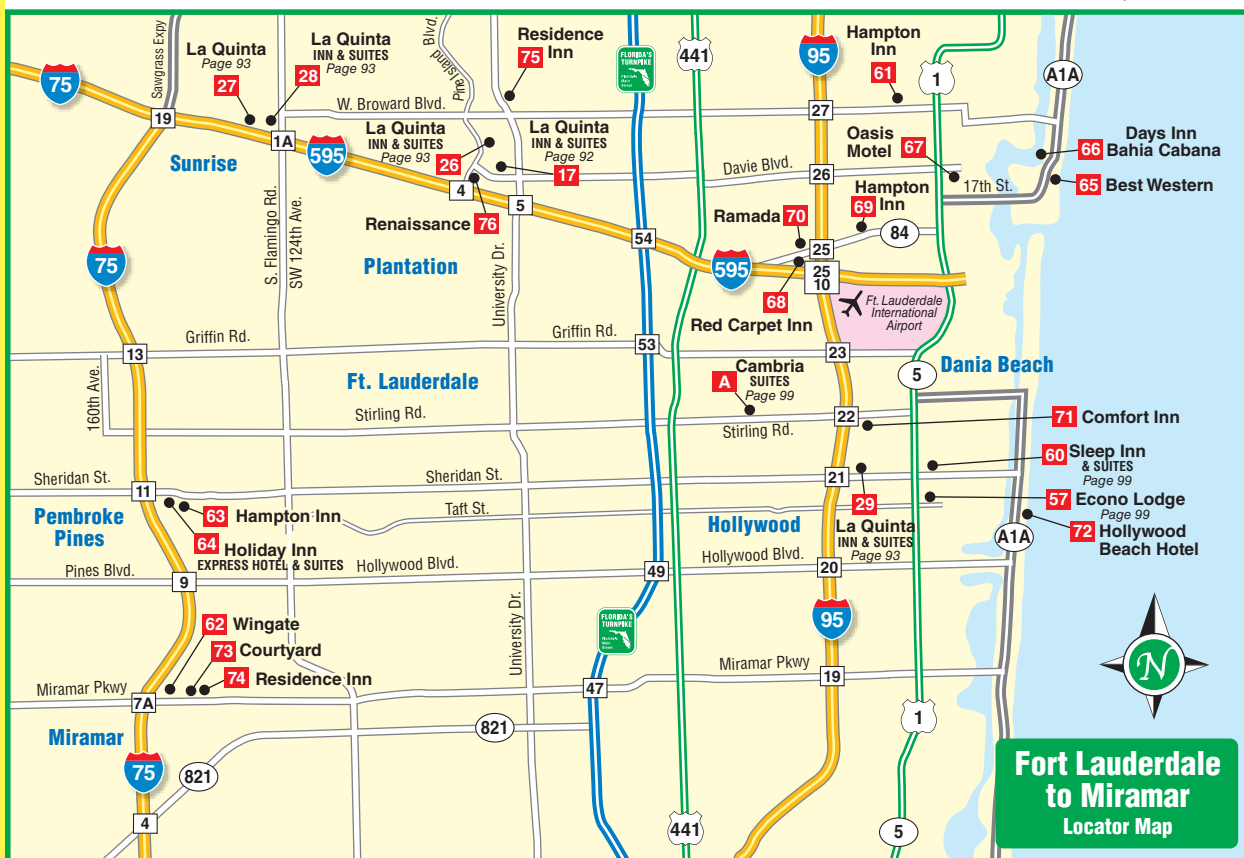 Sawgrass Expy
La Quinta
Page 93
27
La Quinta
INN & SUITES
Page 93
28
Pine Island Blvd.
Residence
75 Inn
FLORIDA'S
TURNPIKE
441
95
Hampton
Inn
61
1
A1A
75
19
W. Broward Blvd.
27
1A
Sunrise
595
La Quinta
INN & SUITES
Page 93
26
La Quinta
INN & SUITES
Page 92
17
Davie Blvd.
26
Oasis
Motel
67
17th St.
Days Inn
66 Bahia Cabana
65 Best Western
4
5
Renaissance 76
S. Flamingo Rd.
SW 124th Ave.
Plantation
University Dr.
54
Ramada 70
Hampton
69 Inn
84
25
595
25
10
68
Red Carpet Inn
Ft. Lauderdale
International
Airport
75
13
Griffin Rd.
Griffin Rd.
53
23
Dania Beach
5
160th Ave.
Ft. Lauderdale
Stirling Rd.
A
Cambria
SUITES
Page 99
Stirling Rd.
22
71 Comfort Inn
Sheridan St.
11
Sheridan St.
21
60 Sleep Inn
& SUITES
Page 99
Pembroke
Pines
63 Hampton Inn
64 Holiday Inn
EXPRESS HOTEL & SUITES
Taft St.
Hollywood
29
La Quinta
INN & SUITES
Page 93
57 Econo Lodge
Page 99
72 Hollywood
Beach Hotel
A1A
Pines Blvd.
9
Hollywood Blvd.
49
Hollywood Blvd.
20
62 Wingate
73 Courtyard
74 Residence Inn
University Dr.
FLORIDA'S
TURNPIKE
95
N
Miramar Pkwy
7A
47
Miramar Pkwy
19
Miramar
821
1
75
821
4
441
5
Fort Lauderdale
to Miramar
Locator Map